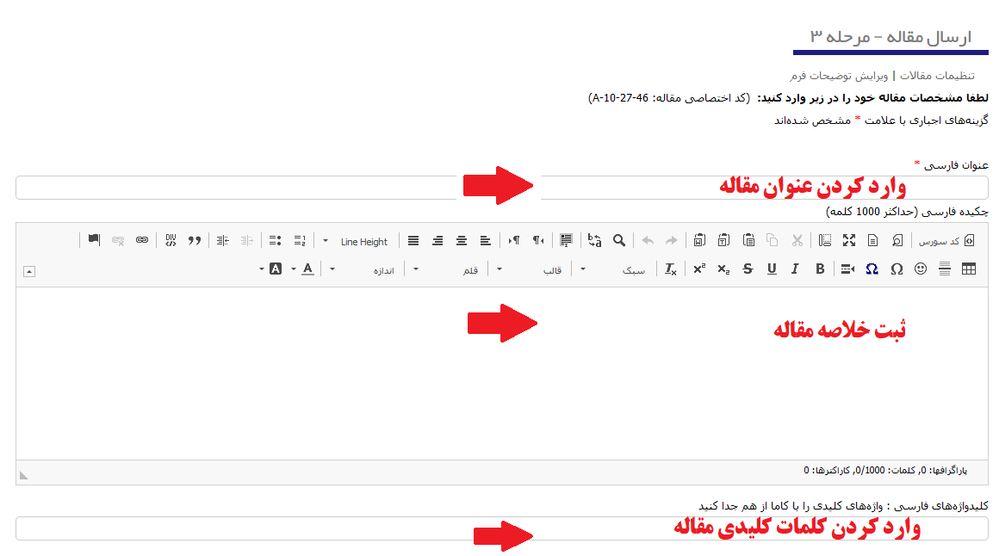 ارسال مقاله - مرحله ۳
تنظیمات مقالات | ویرایش توضیحات فرم
لطفا مشخصات مقاله خود را در زیر وارد کنید: (کد اختصاصی مقاله: A-10-27-46)
گزینه‌های اجباری با علامت * مشخص شده‌اند
عنوان فارسی *
وارد کردن عنوان مقاله
چکیده فارسی (حداکثر 1000 کلمه)
کد سورس Line Height
B I U S x₂ x² Tx سبک قالب قلم اندازه A A
ثبت خلاصه مقاله
پاراگرافها: 0, کلمات: 0/1000, کاراکترها: 0
کلیدواژه‌های فارسی : واژه‌های کلیدی را با کاما از هم جدا کنید
وارد کردن کلمات کلیدی مقاله